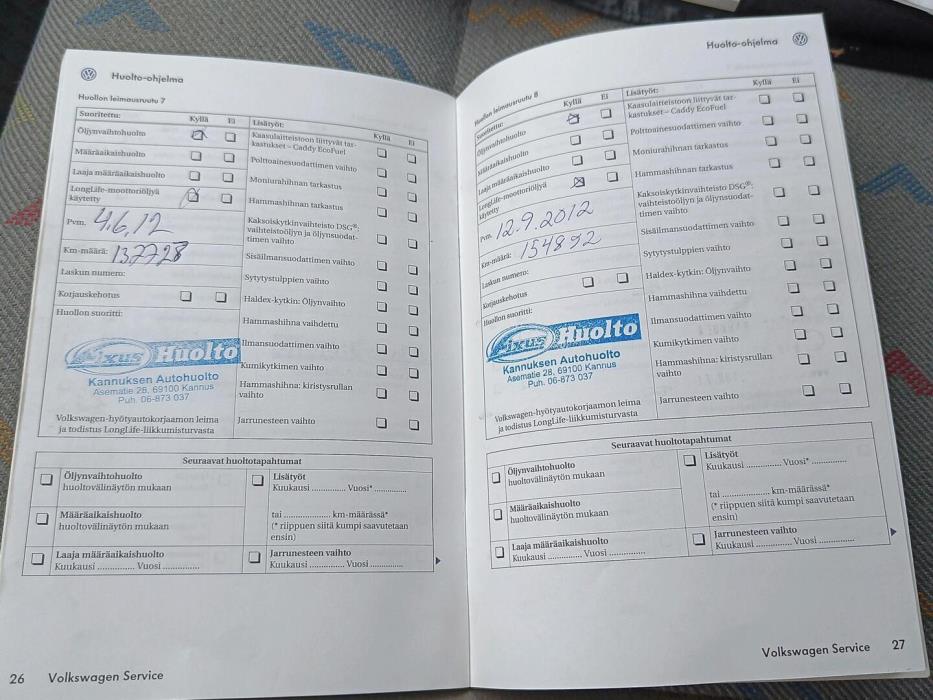 Huolto-ohjelma
Huollon leimausruutu 7
Suoritettu: Kyllä Ei
Öljynvaihtohuolto
Määräaikaishuolto
Laaja määräaikaishuolto
LongLife-moottoriöljyä
käytetty
Pvm. 4.6.12
Km-määrä: 137728
Laskun numero:
Korjauskehotus
Huollon suoritti:
Fixus Huolto
Kannuksen Autohuolto
Asematie 28, 69100 Kannus
Puh. 06-873 037
Volkswagen-hyötyautokorjaamon leima
ja todistus LongLife-liikkumisturvasta
Lisätyöt: Kyllä Ei
Kaasulaitteistoon liittyvät tar-
kastukset – Caddy EcoFuel
Polttoainesuodattimen vaihto
Moniurahihnan tarkastus
Hammashihnan tarkastus
Kaksoiskytkinvaihteisto DSG®:
vaihteistoöljyn ja öljynsuodat-
timen vaihto
Sisäilmansuodattimen vaihto
Sytytystulppien vaihto
Haldex-kytkin: Öljynvaihto
Hammashihna vaihdettu
Ilmansuodattimen vaihto
Kumikytkimen vaihto
Hammashihna: kiristysrullan
vaihto
Jarrunesteen vaihto
Seuraavat huoltotapahtumat
Öljynvaihtohuolto
huoltovälinäytön mukaan
Määräaikaishuolto
huoltovälinäytön mukaan
Laaja määräaikaishuolto
Kuukausi .............. Vuosi ..............
Lisätyöt
Kuukausi .............. Vuosi* ..............
tai .................... km-määrässä*
(* riippuen siitä kumpi saavutetaan
ensin)
Jarrunesteen vaihto
Kuukausi .............. Vuosi ..............
26 Volkswagen Service
Huolto-ohjelma
Huollon leimausruutu 8
Suoritettu: Kyllä Ei
Öljynvaihtohuolto
Määräaikaishuolto
Laaja määräaikaishuolto
LongLife-moottoriöljyä
käytetty
Pvm. 12.9.2012
Km-määrä: 154892
Laskun numero:
Korjauskehotus
Huollon suoritti:
Fixus Huolto
Kannuksen Autohuolto
Asematie 28, 69100 Kannus
Puh. 06-873 037
Volkswagen-hyötyautokorjaamon leima
ja todistus LongLife-liikkumisturvasta
Lisätyöt: Kyllä Ei
Kaasulaitteistoon liittyvät tar-
kastukset – Caddy EcoFuel
Polttoainesuodattimen vaihto
Moniurahihnan tarkastus
Hammashihnan tarkastus
Kaksoiskytkinvaihteisto DSG®:
vaihteistoöljyn ja öljynsuodat-
timen vaihto
Sisäilmansuodattimen vaihto
Sytytystulppien vaihto
Haldex-kytkin: Öljynvaihto
Hammashihna vaihdettu
Ilmansuodattimen vaihto
Kumikytkimen vaihto
Hammashihna: kiristysrullan
vaihto
Jarrunesteen vaihto
Seuraavat huoltotapahtumat
Öljynvaihtohuolto
huoltovälinäytön mukaan
Määräaikaishuolto
huoltovälinäytön mukaan
Laaja määräaikaishuolto
Kuukausi .............. Vuosi ..............
Lisätyöt
Kuukausi .............. Vuosi* ..............
tai .................... km-määrässä*
(* riippuen siitä kumpi saavutetaan
ensin)
Jarrunesteen vaihto
Kuukausi .............. Vuosi ..............
Volkswagen Service 27